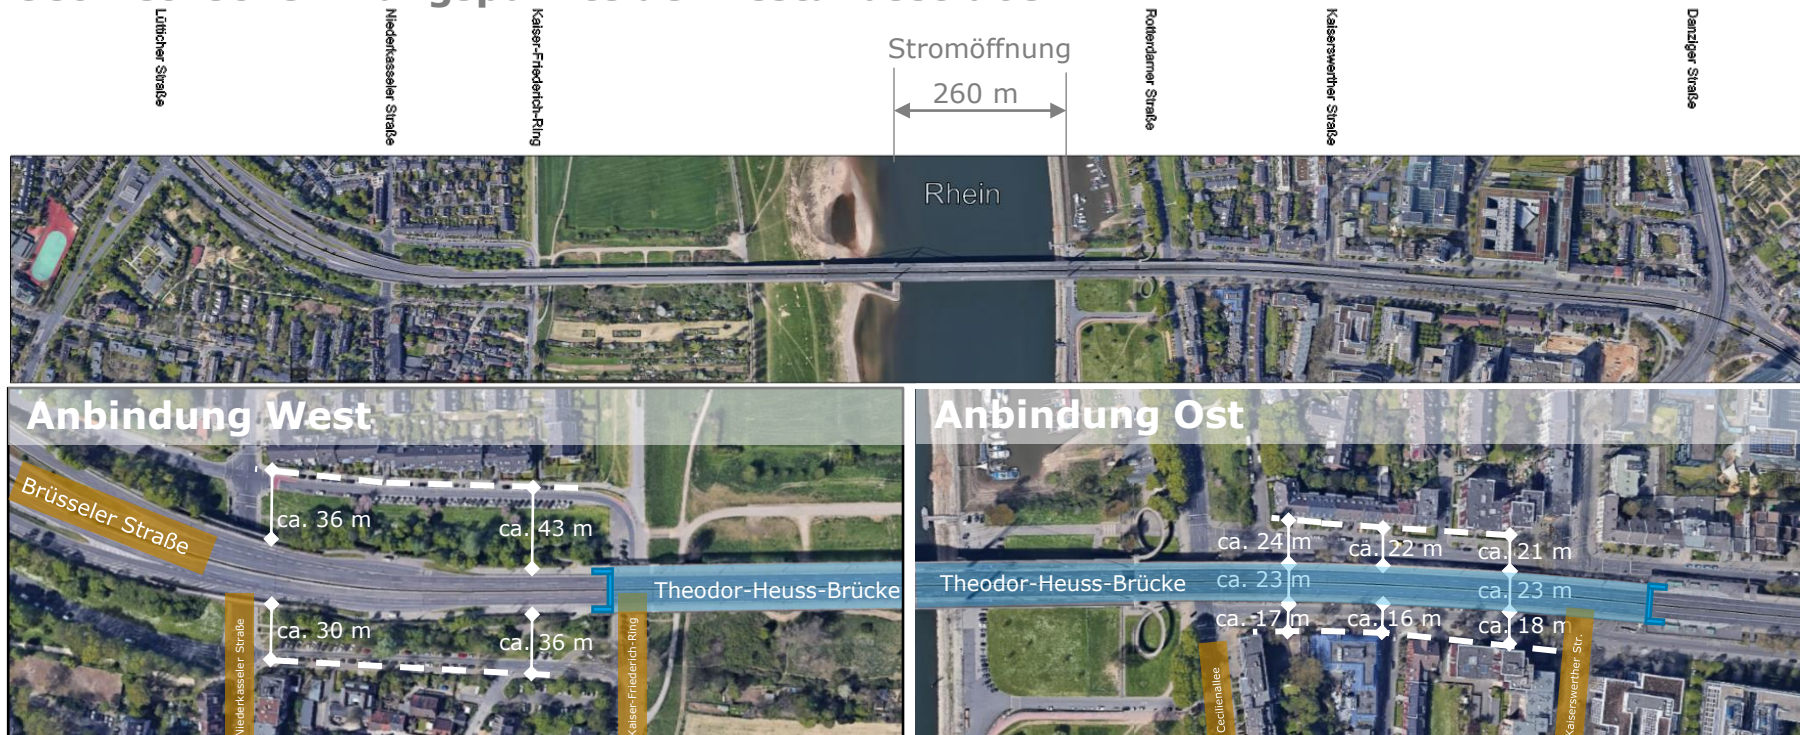 Lütticher Straße
Niederkasseler Straße
Kaiser-Friederich-Ring
Stromöffnung
260 m
Rotterdamer Straße
Kaiserswerther Straße
Danziger Straße
Rhein
Anbindung West
Brüsseler Straße
ca. 36 m
ca. 43 m
Theodor-Heuss-Brücke
ca. 30 m
ca. 36 m
Niederkasseler Straße
Kaiser-Friederich-Ring
Anbindung Ost
ca. 24 m
ca. 22 m
ca. 21 m
Theodor-Heuss-Brücke
ca. 23 m
ca. 23 m
ca. 17 m
ca. 16 m
ca. 18 m
Cecilienallee
Kaiserswerther Str.